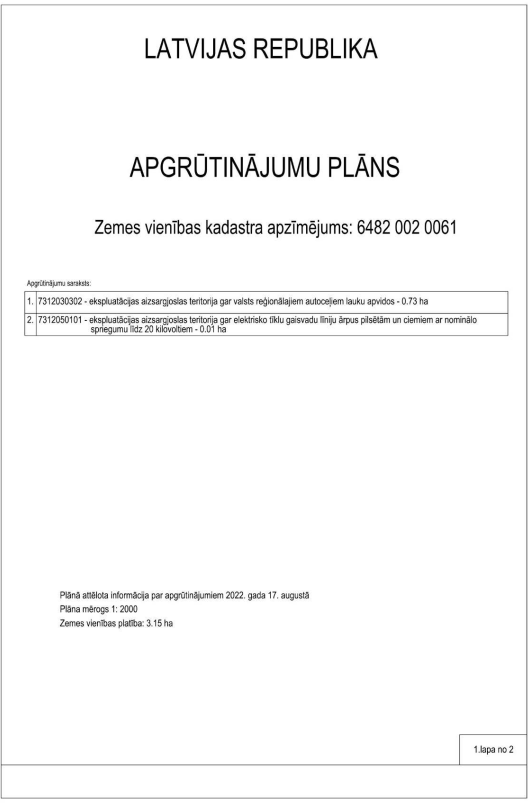 LATVIJAS REPUBLIKA
APGRŪTINĀJUMU PLĀNS
Zemes vienības kadastra apzīmējums: 6482 002 0061
Apgrūtinājumu saraksts:
1. 7312030302 - ekspluatācijas aizsargjoslas teritorija gar valsts reģionālajiem autoceļiem lauku apvidos - 0.73 ha
2. 7312050101 - ekspluatācijas aizsargjoslas teritorija gar elektrisko tīklu gaisvadu līniju ārpus pilsētām un ciemiem ar nominālo
spriegumu līdz 20 kilovoltiem - 0.01 ha
Plānā attēlota informācija par apgrūtinājumiem 2022. gada 17. augustā
Plāna mērogs 1: 2000
Zemes vienības platība: 3.15 ha
1.lapa no 2